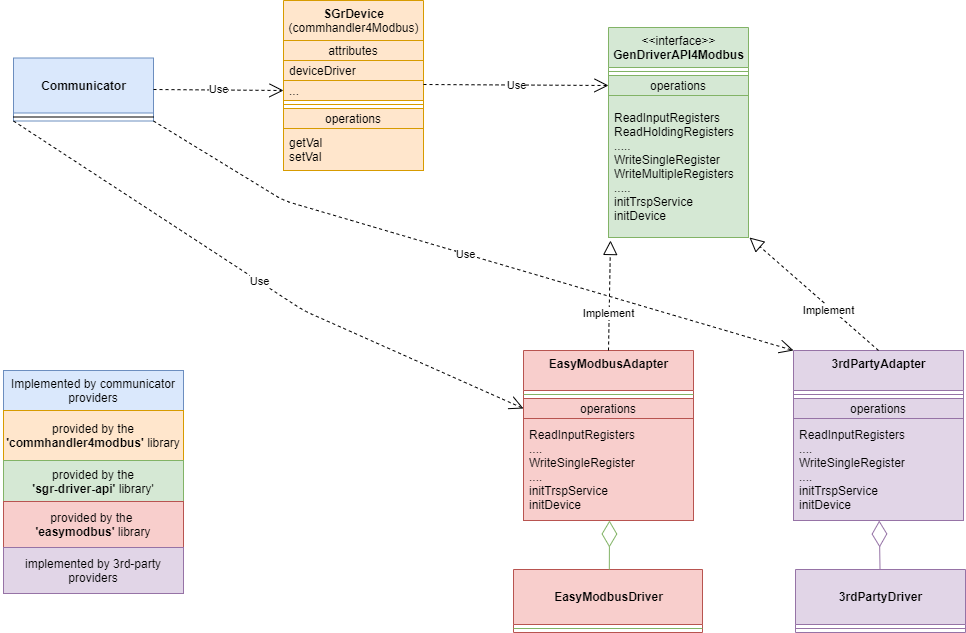 SGrDevice
(commhandler4Modbus)
attributes
deviceDriver
...
operations
getVal
setVal
<<interface>>
GenDriverAPI4Modbus
operations
ReadInputRegisters
ReadHoldingRegisters
.....
WriteSingleRegister
WriteMultipleRegisters
.....
initTrspService
initDevice
Communicator
Use
Use
Use
Use
Implement
Implement
EasyModbusAdapter
operations
ReadInputRegisters
....
WriteSingleRegister
....
initTrspService
initDevice
3rdPartyAdapter
operations
ReadInputRegisters
....
WriteSingleRegister
....
initTrspService
initDevice
Implemented by communicator
providers
provided by the
'commhandler4modbus' library
provided by the
'sgr-driver-api' library'
provided by the
'easymodbus' library
implemented by 3rd-party
providers
EasyModbusDriver
3rdPartyDriver